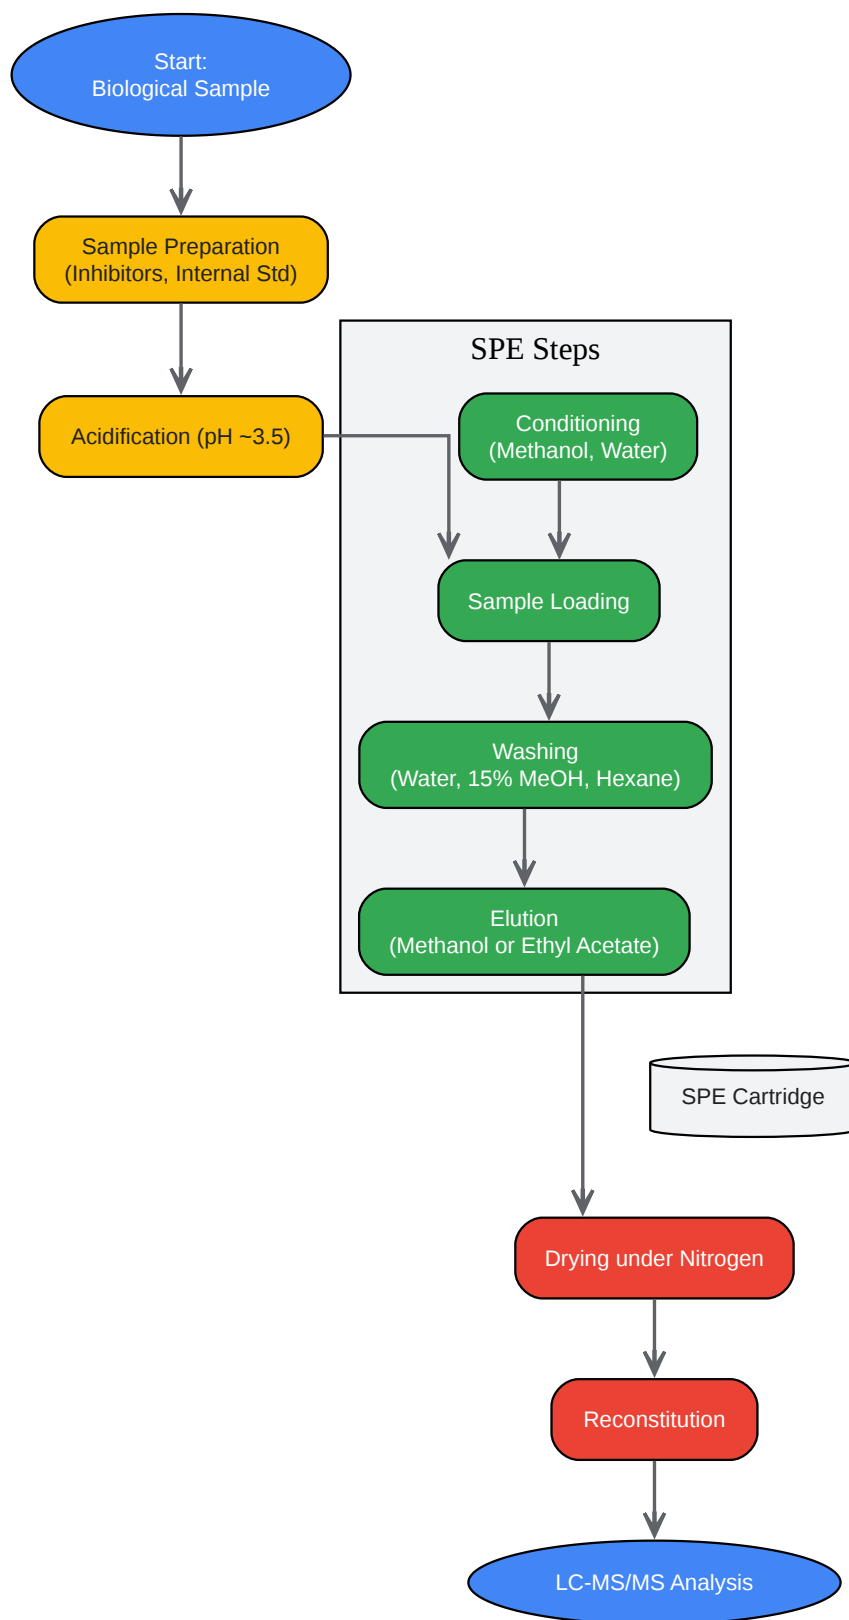 Start:
Biological Sample
Sample Preparation
(Inhibitors, Internal Std)
Acidification (pH ~3.5)
SPE Steps
Conditioning
(Methanol, Water)
Sample Loading
Washing
(Water, 15% MeOH, Hexane)
Elution
(Methanol or Ethyl Acetate)
SPE Cartridge
Drying under Nitrogen
Reconstitution
LC-MS/MS Analysis